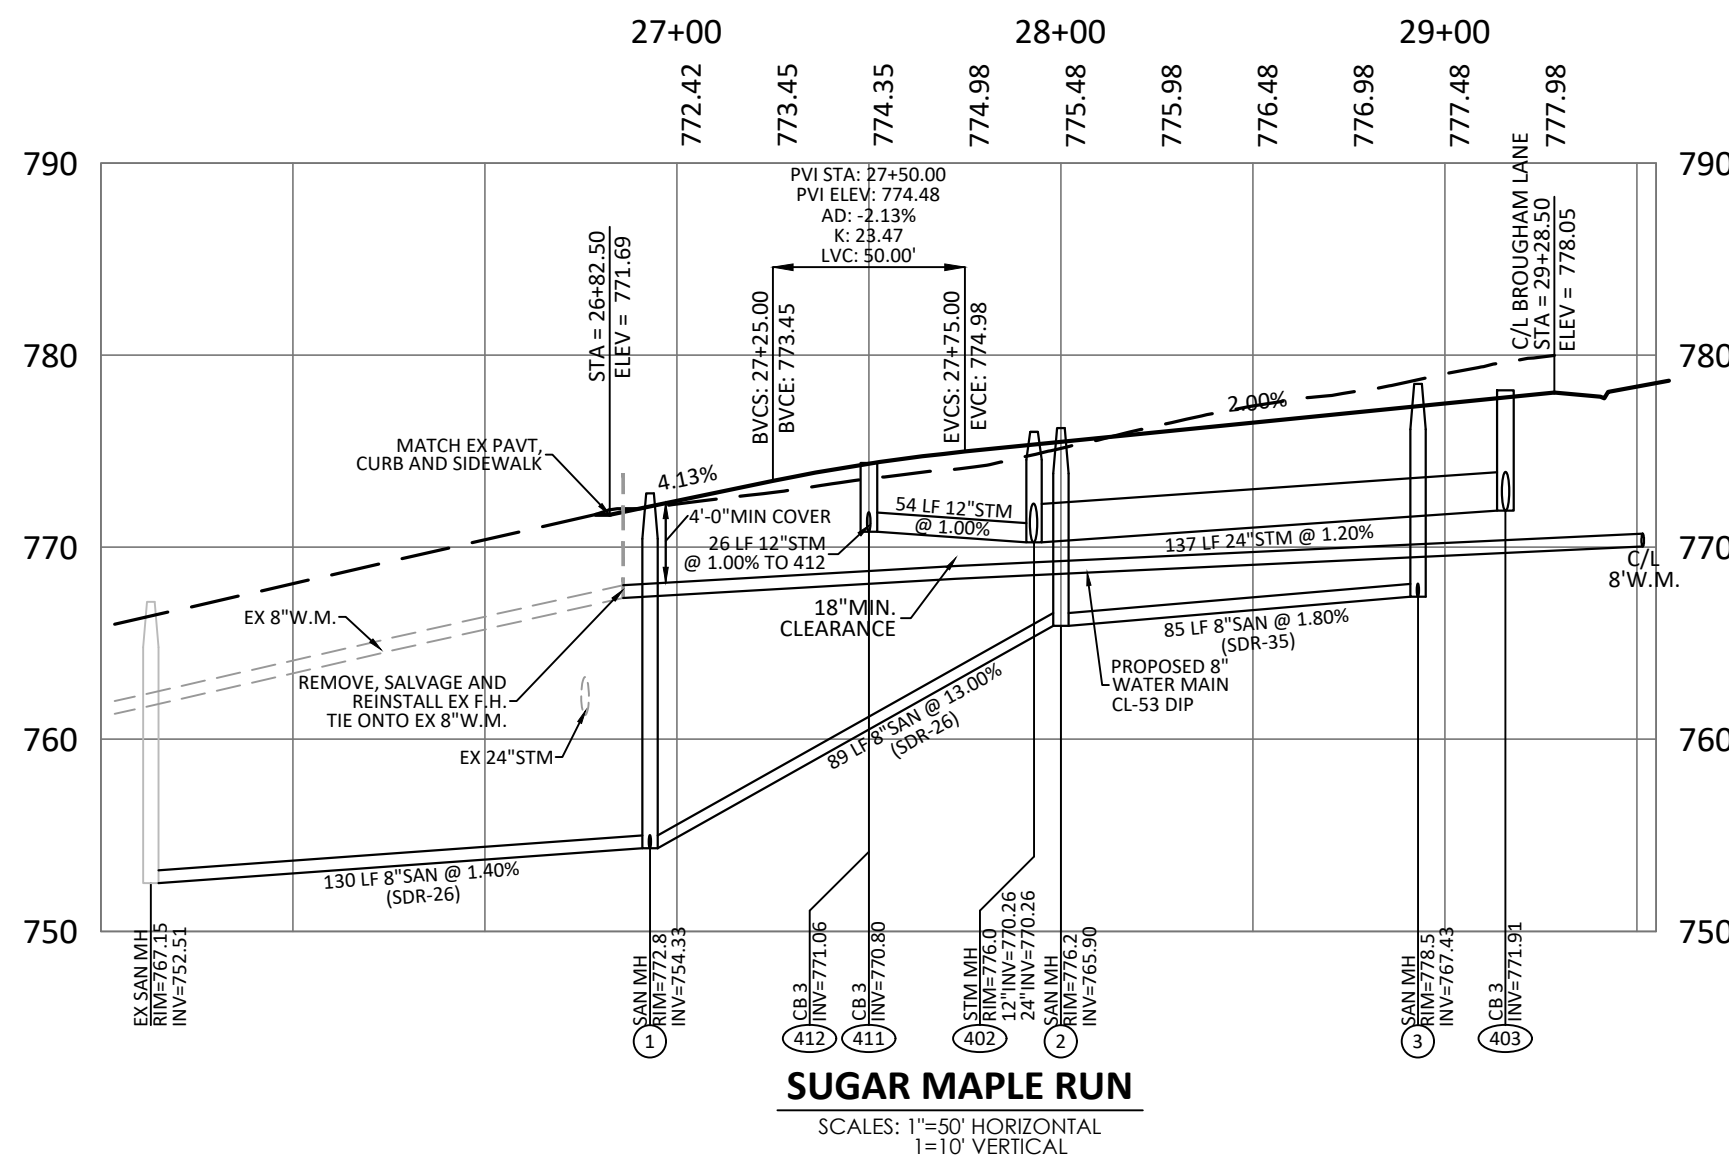 27+00
28+00
29+00
772.42
773.45
774.35
774.98
775.48
775.98
776.48
776.98
777.48
777.98
790
790
780
780
770
770
760
760
750
750
PVI STA: 27+50.00
PVI ELEV: 774.48
AD: -2.13%
K: 23.47
LVC: 50.00'
STA = 26+82.50
ELEV = 771.69
BVCS: 27+25.00
BVCE: 773.45
EVCS: 27+75.00
EVCE: 774.98
C/L BROUGHAM LANE
STA = 29+28.50
ELEV = 778.05
MATCH EX PAVT,
CURB AND SIDEWALK
4.13%
2.00%
4'-0"MIN COVER
26 LF 12"STM
@ 1.00% TO 412
54 LF 12"STM
@ 1.00%
137 LF 24"STM @ 1.20%
C/L
8'W.M.
18"MIN.
CLEARANCE
EX 8"W.M.
85 LF 8"SAN @ 1.80%
(SDR-35)
REMOVE, SALVAGE AND
REINSTALL EX F.H.
TIE ONTO EX 8"W.M.
PROPOSED 8"
WATER MAIN
CL-53 DIP
EX 24"STM
89 LF 8"SAN @ 13.00%
(SDR-26)
130 LF 8"SAN @ 1.40%
(SDR-26)
EX SAN MH
RIM=767.15
INV=752.51
SAN MH
RIM=772.8
INV=754.33
1
CB 3
INV=771.06
412
CB 3
INV=770.80
411
STM MH
RIM=776.0
12"INV=770.26
24"INV=770.26
402
SAN MH
RIM=776.2
INV=765.90
2
SAN MH
RIM=778.5
INV=767.43
3
CB 3
INV=771.91
403
SUGAR MAPLE RUN
SCALES: 1"=50' HORIZONTAL
1=10' VERTICAL